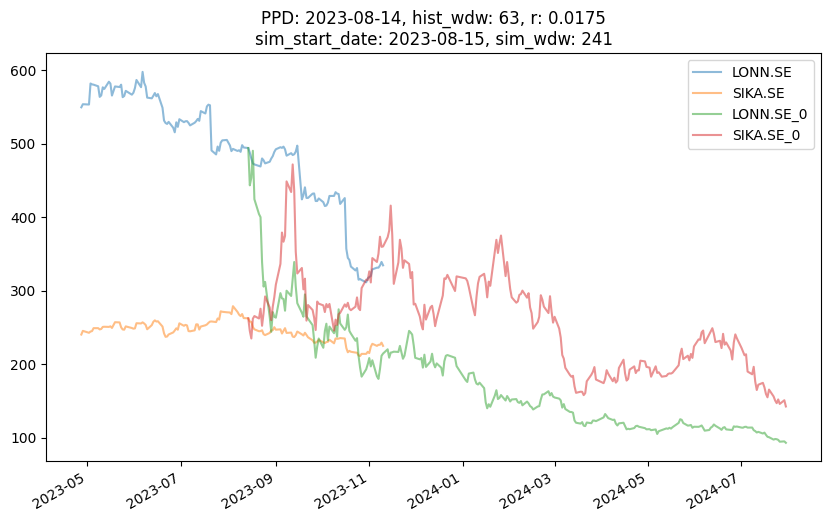 PPD: 2023-08-14, hist_wdw: 63, r: 0.0175
sim_start_date: 2023-08-15, sim_wdw: 241
LONN.SE
SIKA.SE
LONN.SE_0
SIKA.SE_0
600
500
400
300
200
100
2023-05
2023-07
2023-09
2023-11
2024-01
2024-03
2024-05
2024-07